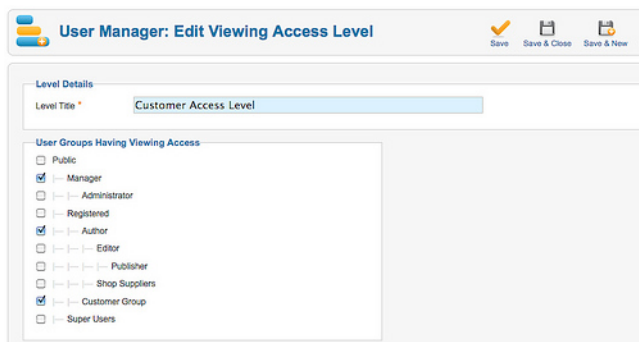 User Manager: Edit Viewing Access Level
Save
Save & Close
Save & New
Level Details
Level Title *
Customer Access Level
User Groups Having Viewing Access
Public
|— Manager
|— |— Administrator
|— Registered
|— |— Author
|— |— |— Editor
|— |— |— |— Publisher
|— |— |— Shop Suppliers
|— |— Customer Group
|— Super Users